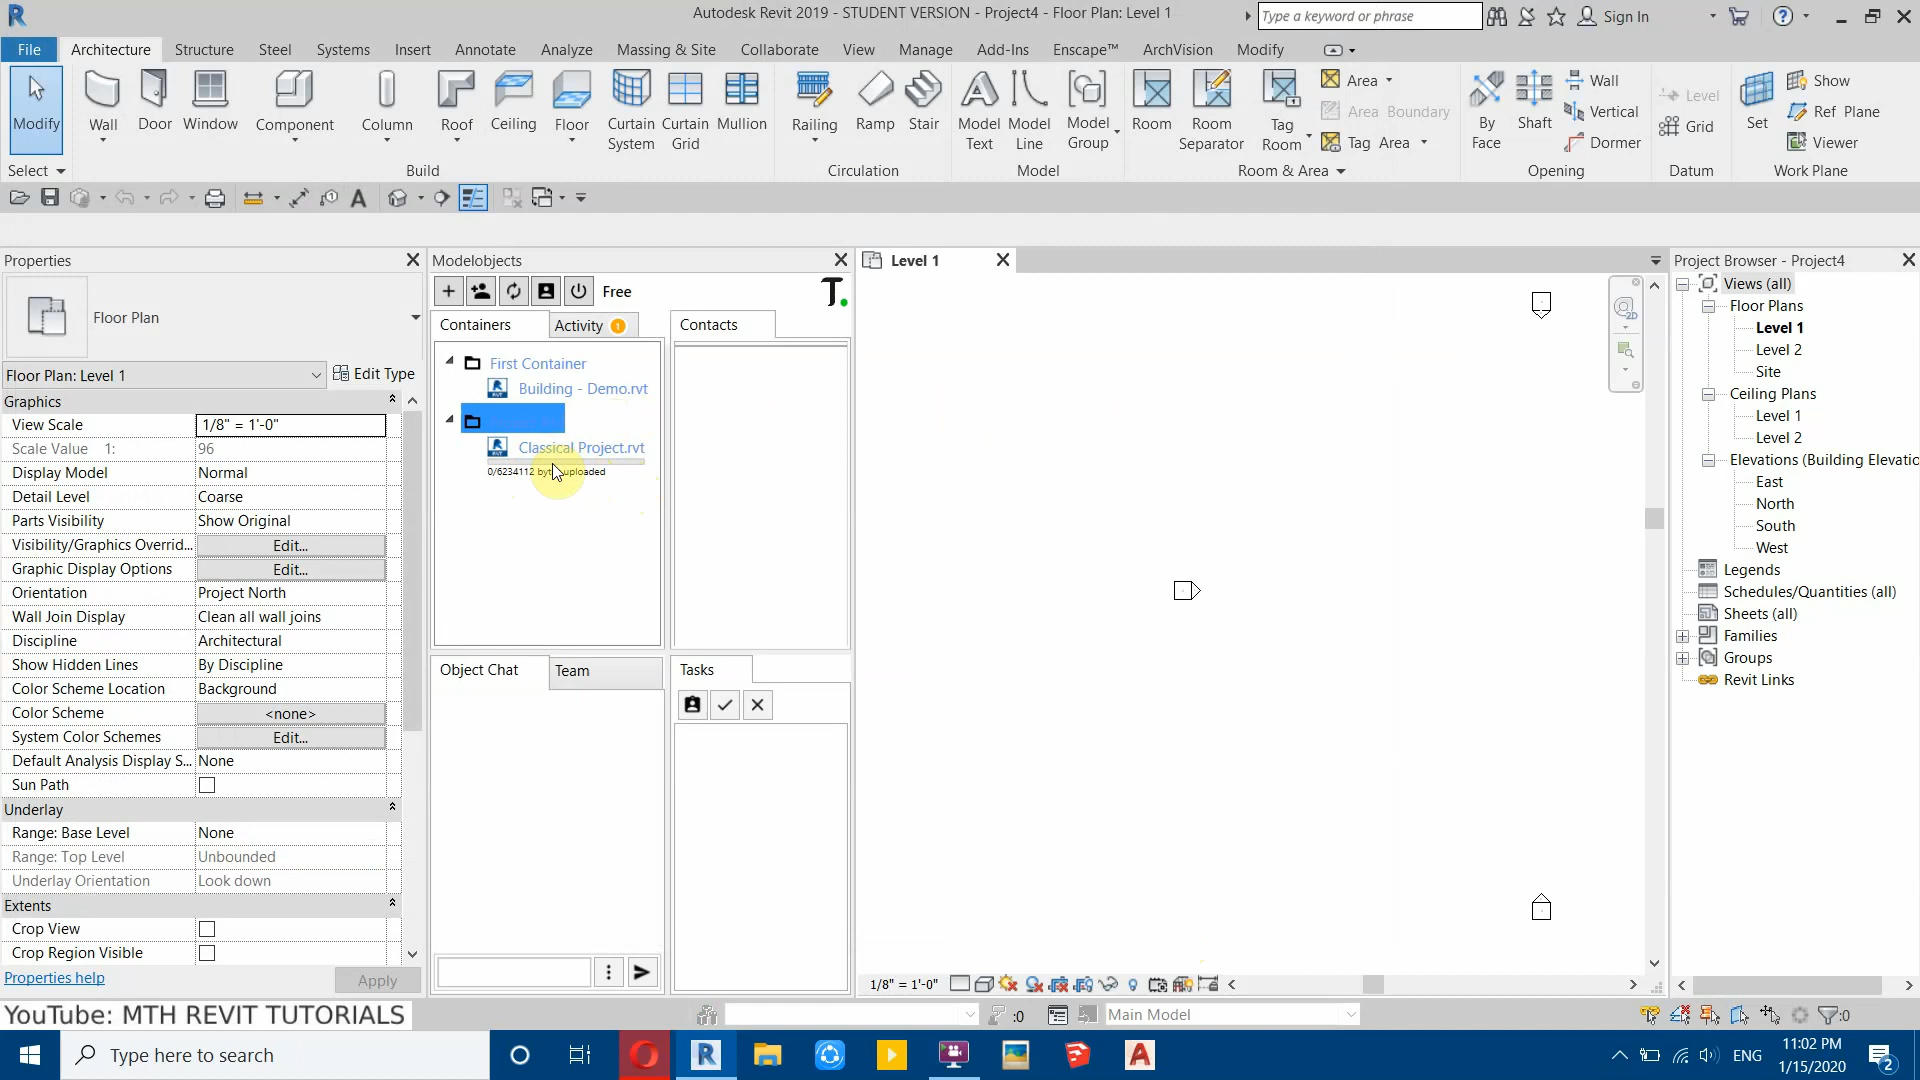 Autodesk Revit 2019 - STUDENT VERSION - Project4 - Floor Plan: Level 1
Type a keyword or phrase
Sign In
File Architecture Structure Steel Systems Insert Annotate Analyze Massing & Site Collaborate View Manage Add-Ins Enscape™ ArchVision Modify
Modify
Wall
Door
Window
Component
Column
Roof
Ceiling
Floor
Curtain System
Curtain Grid
Mullion
Railing
Ramp
Stair
Model Text
Model Line
Model Group
Room
Room Separator
Tag Room
Area
Area Boundary
Tag Area
By Face
Shaft
Wall
Vertical
Dormer
Level
Grid
Set
Show
Ref Plane
Viewer
Select
Build
Circulation
Model
Room & Area
Opening
Datum
Work Plane
Properties
Floor Plan
Floor Plan: Level 1
Edit Type
Graphics
View Scale 1/8" = 1'-0"
Scale Value 1: 96
Display Model Normal
Detail Level Coarse
Parts Visibility Show Original
Visibility/Graphics Overrid... Edit...
Graphic Display Options Edit...
Orientation Project North
Wall Join Display Clean all wall joins
Discipline Architectural
Show Hidden Lines By Discipline
Color Scheme Location Background
Color Scheme <none>
System Color Schemes Edit...
Default Analysis Display S... None
Sun Path
Underlay
Range: Base Level None
Range: Top Level Unbounded
Underlay Orientation Look down
Extents
Crop View
Crop Region Visible
Properties help
Apply
Modelobjects
Free
T.
Containers
Activity 1
Contacts
First Container
Building - Demo.rvt
Classical Project.rvt
0/6234112 uploaded
Object Chat
Team
Tasks
Level 1
2D
1/8" = 1'-0"
Project Browser - Project4
Views (all)
Floor Plans
Level 1
Level 2
Site
Ceiling Plans
Level 1
Level 2
Elevations (Building Elevatio
East
North
South
West
Legends
Schedules/Quantities (all)
Sheets (all)
Families
Groups
Revit Links
YouTube: MTH REVIT TUTORIALS
:0
Main Model
:0
Type here to search
ENG
11:02 PM
1/15/2020
2